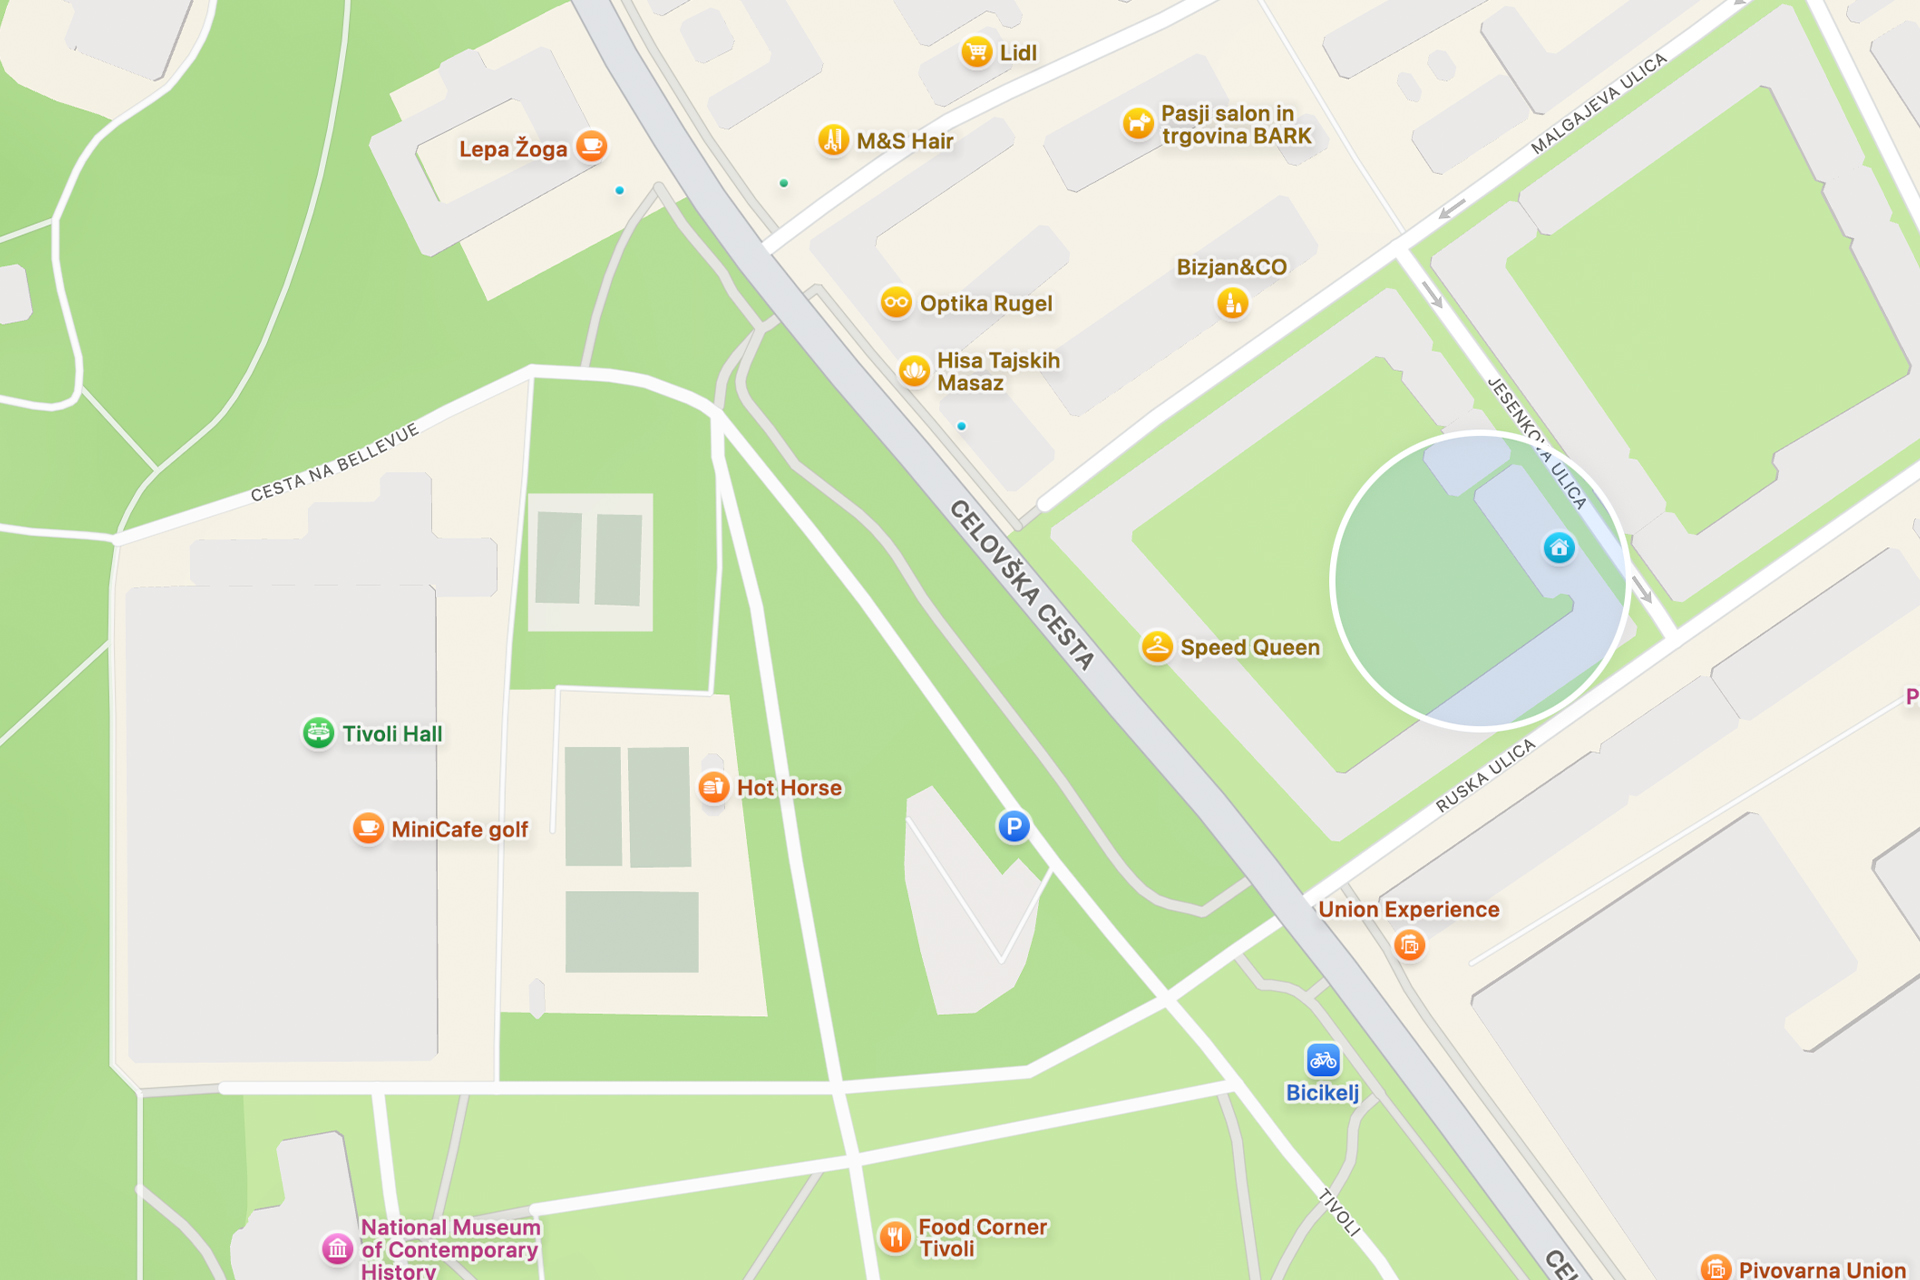 Lidl
Pasji salon in
trgovina BARK
MALGAJEVA ULICA
Lepa Žoga
M&S Hair
Bizjan&CO
Optika Rugel
Hisa Tajskih
Masaz
JESENKOVA ULICA
CESTA NA BELLEVUE
CELOVŠKA CESTA
Speed Queen
P
Tivoli Hall
Hot Horse
MiniCafe golf
P
RUSKA ULICA
Union Experience
Bicikelj
TIVOLI
National Museum
of Contemporary
History
Food Corner
Tivoli
CEL
Pivovarna Union